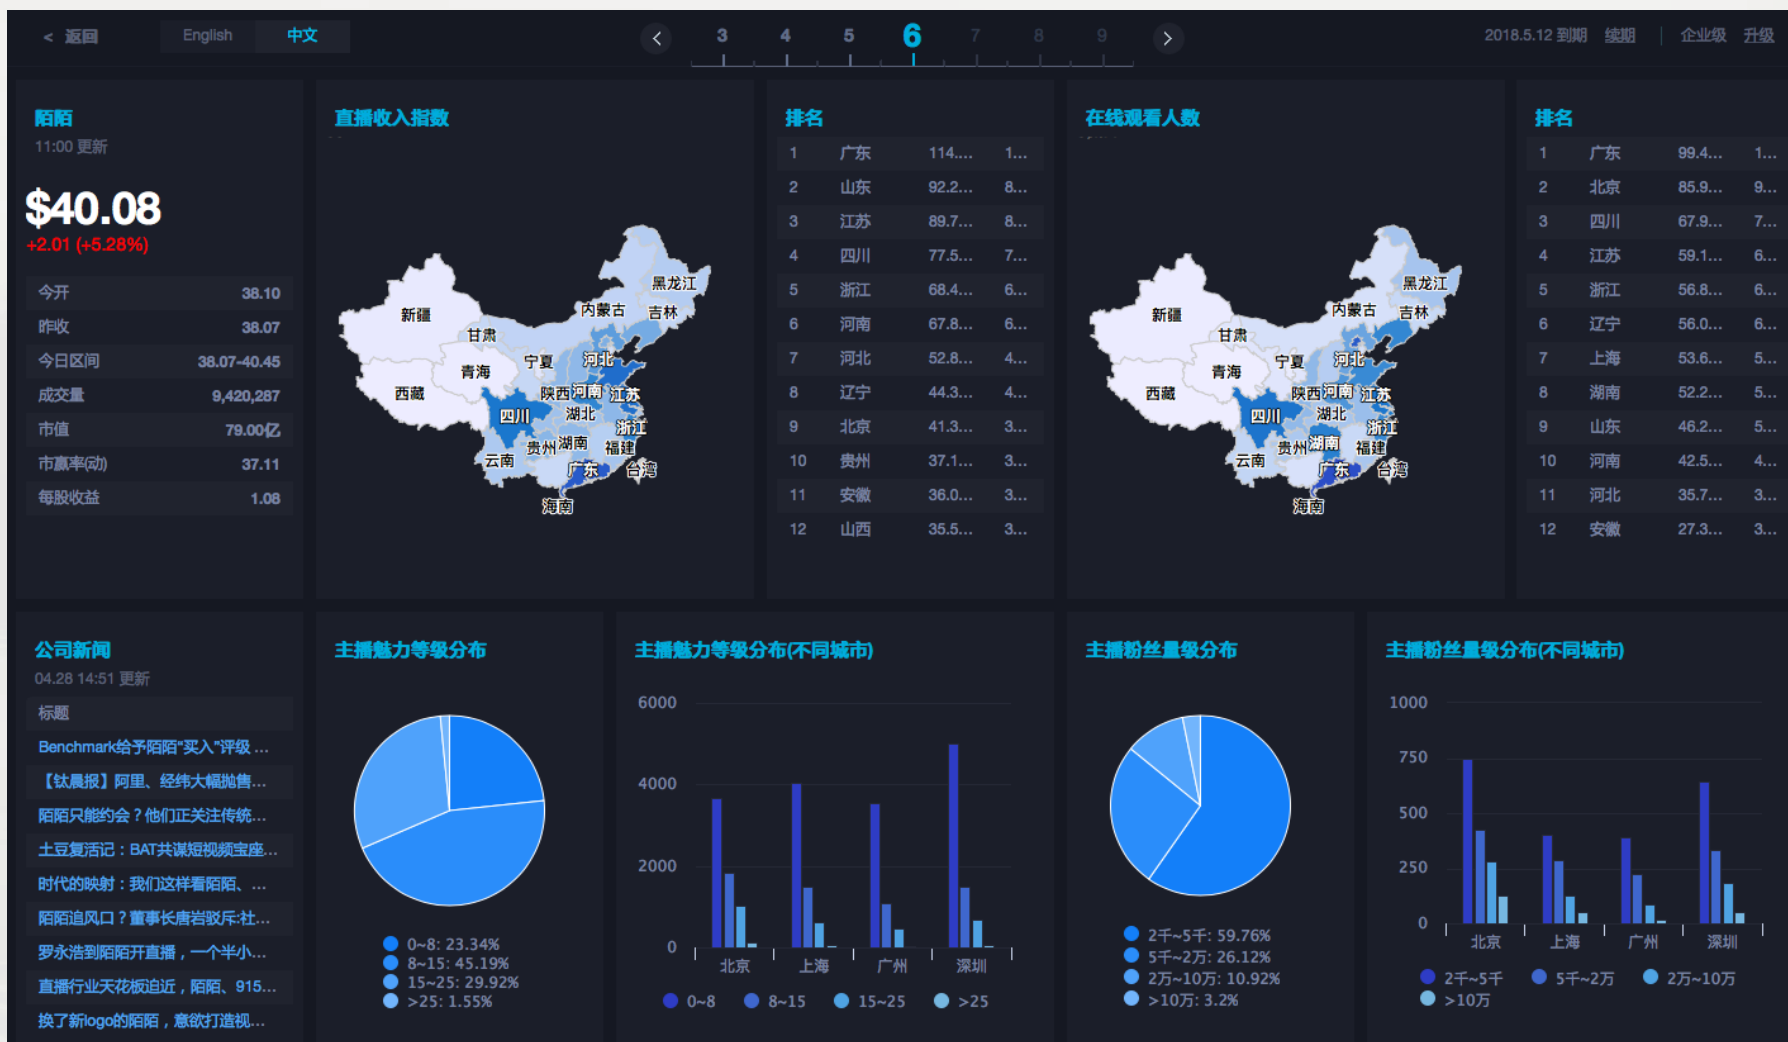 < 返回
English 中文
3 4 5 6 7 8 9
2018.5.12 到期 续期 企业级 升级
陌陌
11:00 更新
$40.08
+2.01 (+5.28%)
今开 38.10
昨收 38.07
今日区间 38.07-40.45
成交量 9,420,287
市值 79.00亿
市赢率(动) 37.11
每股收益 1.08
直播收入指数
黑龙江
内蒙古 吉林
新疆
甘肃
宁夏 河北
青海
西藏 陕西 河南 江苏
四川 湖北
浙江
贵州 湖南 福建
云南 广东 台湾
海南
排名
1 广东 114.... 1...
2 山东 92.2... 8...
3 江苏 89.7... 8...
4 四川 77.5... 7...
5 浙江 68.4... 6...
6 河南 67.8... 6...
7 河北 52.8... 4...
8 辽宁 44.3... 4...
9 北京 41.3... 3...
10 贵州 37.1... 3...
11 安徽 36.0... 3...
12 山西 35.5... 3...
在线观看人数
黑龙江
内蒙古 吉林
新疆
甘肃
宁夏 河北
青海
西藏 陕西 河南 江苏
四川 湖北
浙江
贵州 湖南 福建
云南 广东 台湾
海南
排名
1 广东 99.4... 1...
2 北京 85.9... 9...
3 四川 67.9... 7...
4 江苏 59.1... 6...
5 浙江 56.8... 6...
6 辽宁 56.0... 6...
7 上海 53.6... 5...
8 湖南 52.2... 5...
9 山东 46.2... 5...
10 河南 42.5... 4...
11 河北 35.7... 3...
12 安徽 27.3... 3...
公司新闻
04.28 14:51 更新
标题
Benchmark给予陌陌“买入”评级 ...
【钛晨报】阿里、经纬大幅抛售...
陌陌只能约会？他们正关注传统...
土豆复活记：BAT共谋短视频宝座...
时代的映射：我们这样看陌陌、...
陌陌追风口？董事长唐岩驳斥:社...
罗永浩到陌陌开直播，一个半小...
直播行业天花板迫近，陌陌、915...
换了新logo的陌陌，意欲打造视...
主播魅力等级分布
0~8: 23.34%
8~15: 45.19%
15~25: 29.92%
>25: 1.55%
主播魅力等级分布(不同城市)
6000
4000
2000
0
北京 上海 广州 深圳
0~8 8~15 15~25 >25
主播粉丝量级分布
2千~5千: 59.76%
5千~2万: 26.12%
2万~10万: 10.92%
>10万: 3.2%
主播粉丝量级分布(不同城市)
1000
750
500
250
0
北京 上海 广州 深圳
2千~5千 5千~2万 2万~10万
>10万